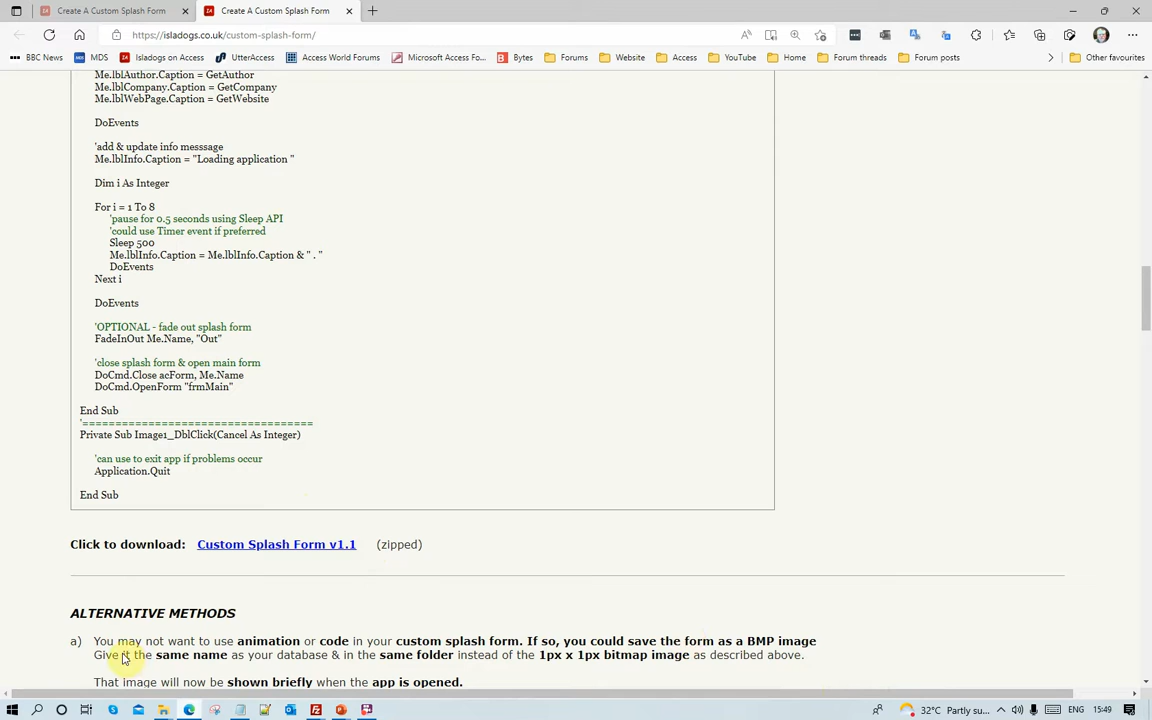 Create A Custom Splash Form
Create A Custom Splash Form
https://isladogs.co.uk/custom-splash-form/
BBC News
MDS
Isladogs on Access
UtterAccess
Access World Forums
Microsoft Access Fo...
Bytes
Forums
Website
Access
YouTube
Home
Forum threads
Forum posts
Other favourites
Me.lblAuthor.Caption = GetAuthor
Me.lblCompany.Caption = GetCompany
Me.lblWebPage.Caption = GetWebsite
DoEvents
'add & update info messsage
Me.lblInfo.Caption = "Loading application "
Dim i As Integer
For i = 1 To 8
'pause for 0.5 seconds using Sleep API
'could use Timer event if preferred
Sleep 500
Me.lblInfo.Caption = Me.lblInfo.Caption & " . "
DoEvents
Next i
DoEvents
'OPTIONAL - fade out splash form
FadeInOut Me.Name, "Out"
'close splash form & open main form
DoCmd.Close acForm, Me.Name
DoCmd.OpenForm "frmMain"
End Sub
'===================================
Private Sub Image1_DblClick(Cancel As Integer)
'can use to exit app if problems occur
Application.Quit
End Sub
Click to download: Custom Splash Form v1.1 (zipped)
ALTERNATIVE METHODS
a) You may not want to use animation or code in your custom splash form. If so, you could save the form as a BMP image
Give it the same name as your database & in the same folder instead of the 1px x 1px bitmap image as described above.
That image will now be shown briefly when the app is opened.
32°C Partly su...
ENG
15:49